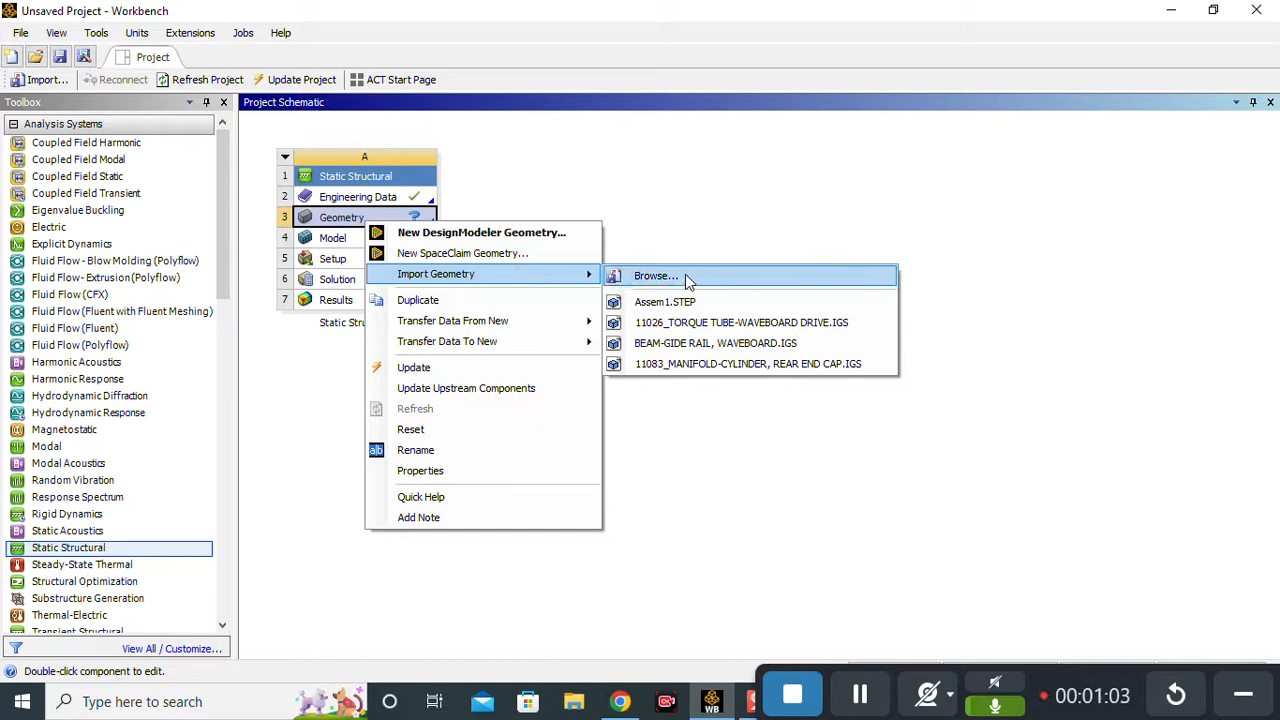 Unsaved Project - Workbench
File View Tools Units Extensions Jobs Help
Project
Import... Reconnect Refresh Project Update Project ACT Start Page
Toolbox
Project Schematic
Analysis Systems
Coupled Field Harmonic
Coupled Field Modal
Coupled Field Static
Coupled Field Transient
Eigenvalue Buckling
Electric
Explicit Dynamics
Fluid Flow - Blow Molding (Polyflow)
Fluid Flow - Extrusion (Polyflow)
Fluid Flow (CFX)
Fluid Flow (Fluent with Fluent Meshing)
Fluid Flow (Fluent)
Fluid Flow (Polyflow)
Harmonic Acoustics
Harmonic Response
Hydrodynamic Diffraction
Hydrodynamic Response
Magnetostatic
Modal
Modal Acoustics
Random Vibration
Response Spectrum
Rigid Dynamics
Static Acoustics
Static Structural
Steady-State Thermal
Structural Optimization
Substructure Generation
Thermal-Electric
Transient Structural
View All / Customize...
A
1 Static Structural
2 Engineering Data
3 Geometry ?
4 Model
5 Setup
6 Solution
7 Results
Static Stru
New DesignModeler Geometry...
New SpaceClaim Geometry...
Import Geometry
Duplicate
Transfer Data From New
Transfer Data To New
Update
Update Upstream Components
Refresh
Reset
a|b Rename
Properties
Quick Help
Add Note
Browse...
Assem1.STEP
11026_TORQUE TUBE-WAVEBOARD DRIVE.IGS
BEAM-GIDE RAIL, WAVEBOARD.IGS
11083_MANIFOLD-CYLINDER, REAR END CAP.IGS
Double-click component to edit.
Type here to search
WB
00:01:03